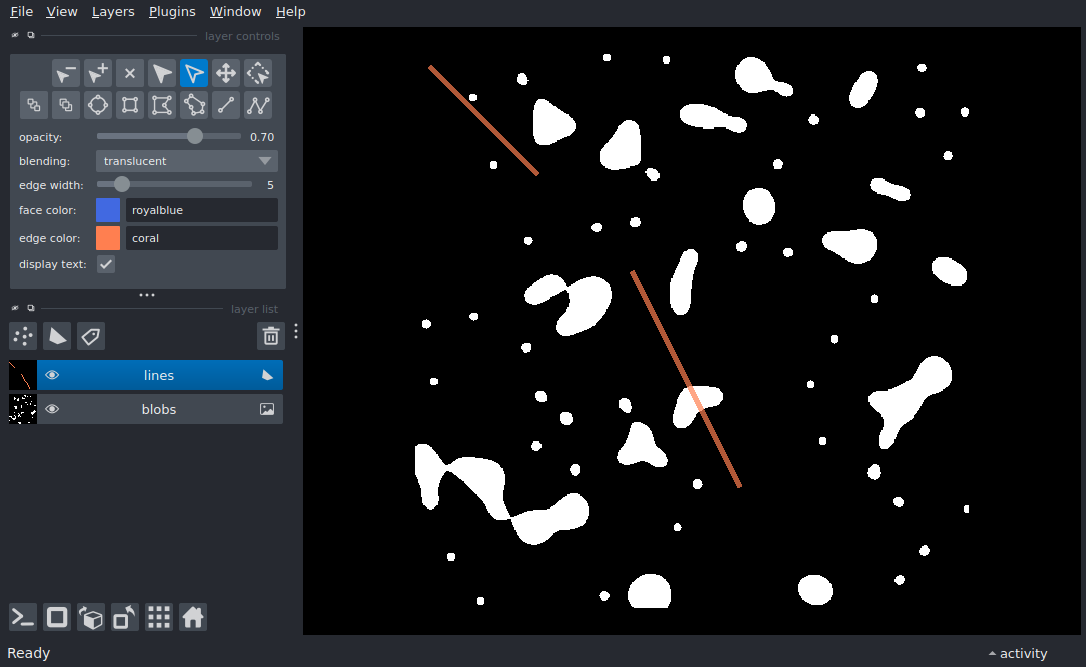 File View Layers Plugins Window Help
layer controls
opacity: 0.70
blending: translucent
edge width: 5
face color: royalblue
edge color: coral
display text:
layer list
lines
blobs
Ready activity